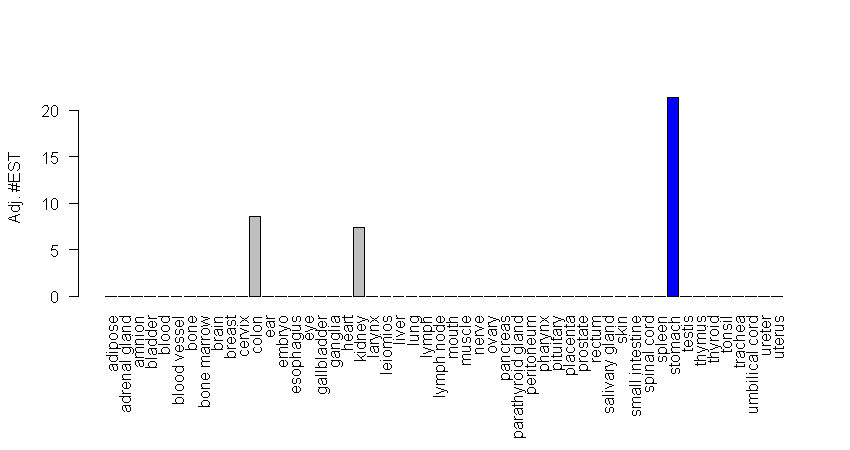 Adj. #EST
20
15
10
5
0
adipose
adrenal gland
amnion
bladder
blood
blood vessel
bone
bone marrow
brain
breast
cervix
colon
ear
embryo
esophagus
eye
gallbladder
ganglia
heart
kidney
larynx
leiomios
liver
lung
lymph
lymph node
mouth
muscle
nerve
ovary
pancreas
parathyroid gland
peritoneum
pharynx
pituitary
placenta
prostate
rectum
salivary gland
skin
small intestine
spinal cord
spleen
stomach
testis
thymus
thyroid
tonsil
trachea
umbilical cord
ureter
uterus